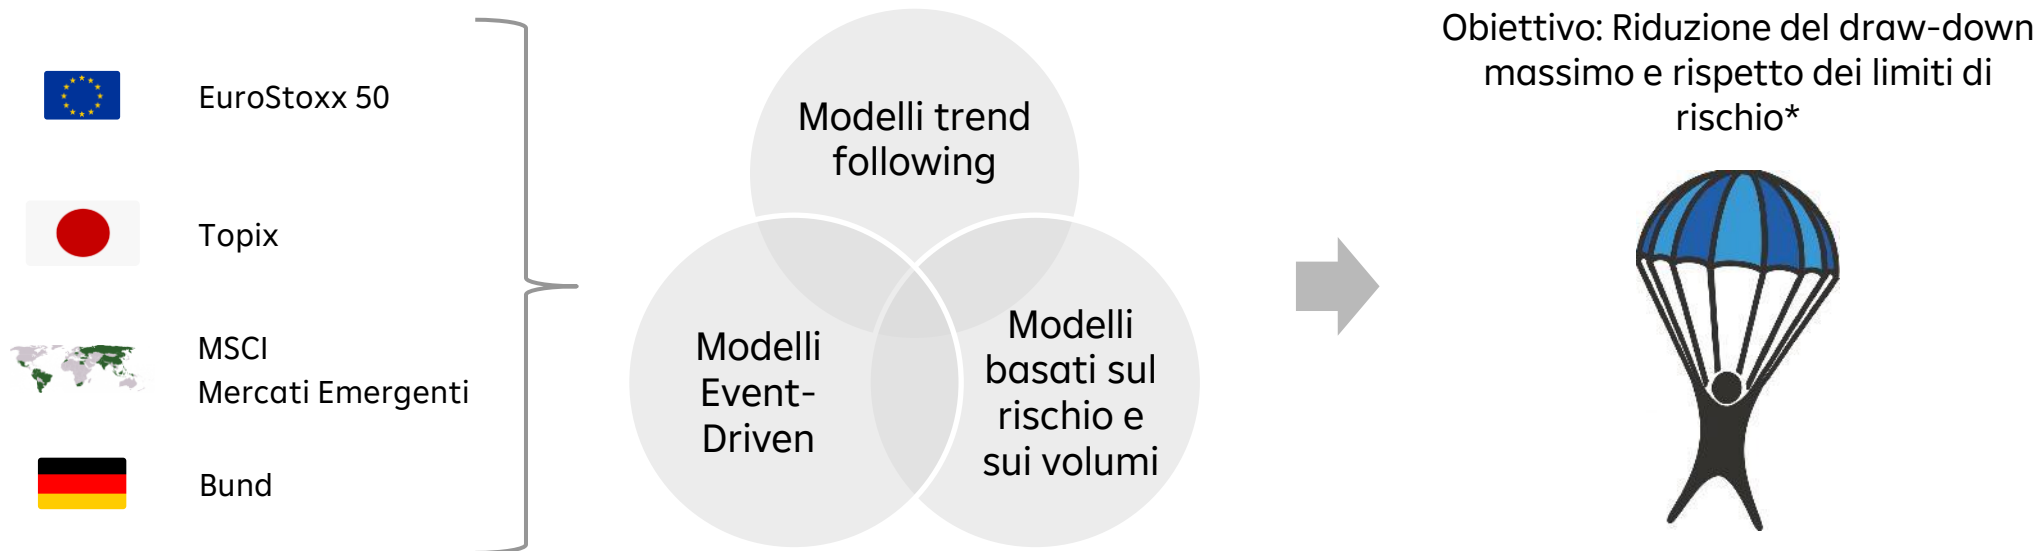 EuroStoxx 50
Topix
MSCI
Mercati Emergenti
Bund
Modelli trend
following
Modelli
Event-
Driven
Modelli
basati sul
rischio e
sui volumi
Obiettivo: Riduzione del draw-down
massimo e rispetto dei limiti di
rischio*